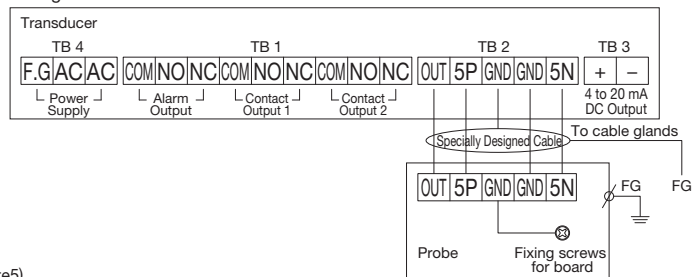 Transducer
TB 4 TB 1 TB 2 TB 3
F.G AC AC COM NO NC COM NO NC COM NO NC OUT 5P GND GND 5N + –
Power Supply
Alarm Output
Contact Output 1
Contact Output 2
4 to 20 mA DC Output
Specially Designed Cable
To cable glands
OUT 5P GND GND 5N
FG FG
Probe
Fixing screws for board
e5)